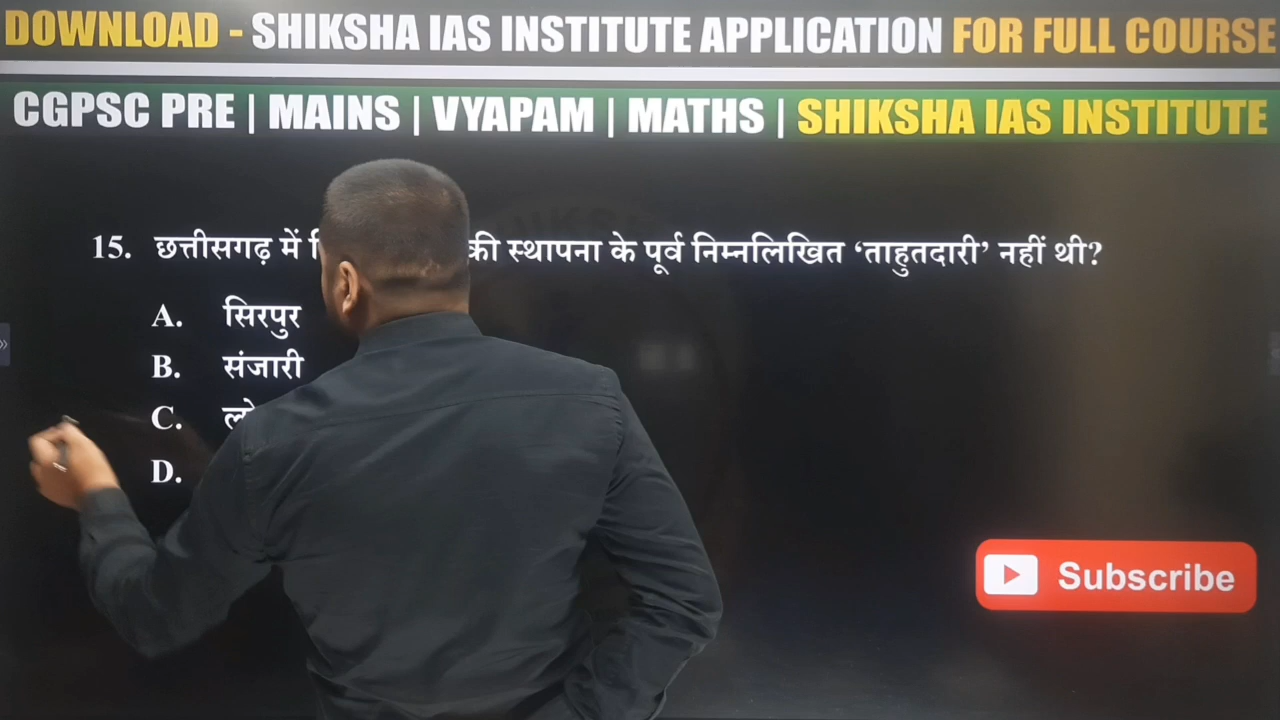 DOWNLOAD - SHIKSHA IAS INSTITUTE APPLICATION FOR FULL COURSE
CGPSC PRE | MAINS | VYAPAM | MATHS | SHIKSHA IAS INSTITUTE
15. छत्तीसगढ़ में की स्थापना के पूर्व निम्नलिखित ‘ताहुतदारी’ नहीं थी?
A. सिरपुर
B. संजारी
C.
D.
Subscribe